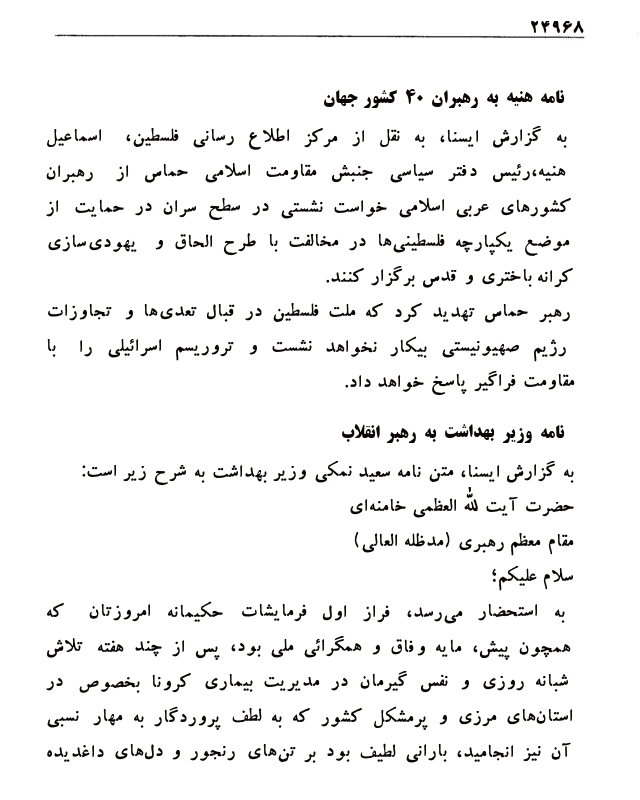 ۲۴۹۶۸
نامه هنیه به رهبران ۴۰ کشور جهان
به گزارش ایسنا، به نقل از مرکز اطلاع رسانی فلسطین، اسماعیل
هنیه،رئیس دفتر سیاسی جنبش مقاومت اسلامی حماس از رهبران
کشورهای عربی اسلامی خواست نشستی در سطح سران در حمایت از
موضع یکپارچه فلسطینی‌ها در مخالفت با طرح الحاق و یهودی‌سازی
کرانه باختری و قدس برگزار کنند.
رهبر حماس تهدید کرد که ملت فلسطین در قبال تعدی‌ها و تجاوزات
رژیم صهیونیستی بیکار نخواهد نشست و تروریسم اسرائیلی را با
مقاومت فراگیر پاسخ خواهد داد.
نامه وزیر بهداشت به رهبر انقلاب
به گزارش ایسنا، متن نامه سعید نمکی وزیر بهداشت به شرح زیر است:
حضرت آیت الله العظمی خامنه‌ای
مقام معظم رهبری (مدظله العالی)
سلام علیکم؛
به استحضار می‌رسد، فراز اول فرمایشات حکیمانه امروزتان که
همچون پیش، مایه وفاق و همگرائی ملی بود، پس از چند هفته تلاش
شبانه روزی و نفس گیرمان در مدیریت بیماری کرونا بخصوص در
استان‌های مرزی و پرمشکل کشور که به لطف پروردگار به مهار نسبی
آن نیز انجامید، بارانی لطیف بود بر تن‌های رنجور و دل‌های داغدیده